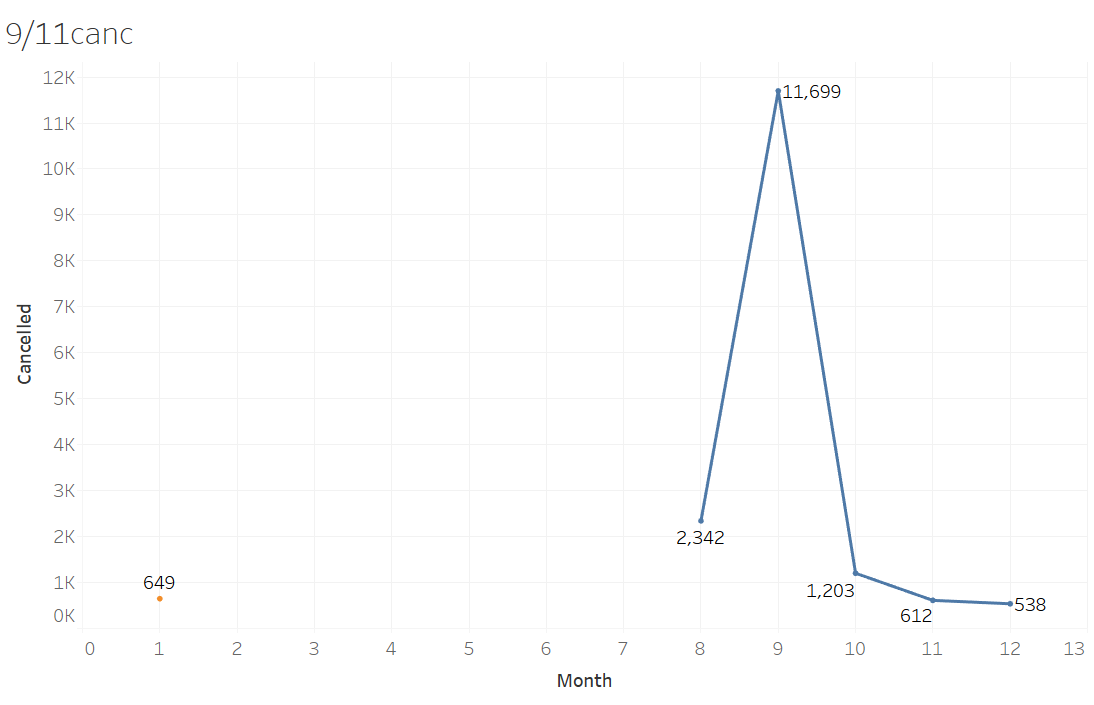 9/11canc
12K
11K
10K
9K
8K
7K
6K
5K
4K
3K
2K
1K
0K
Cancelled
11,699
2,342
649
1,203
612
538
0 1 2 3 4 5 6 7 8 9 10 11 12 13
Month